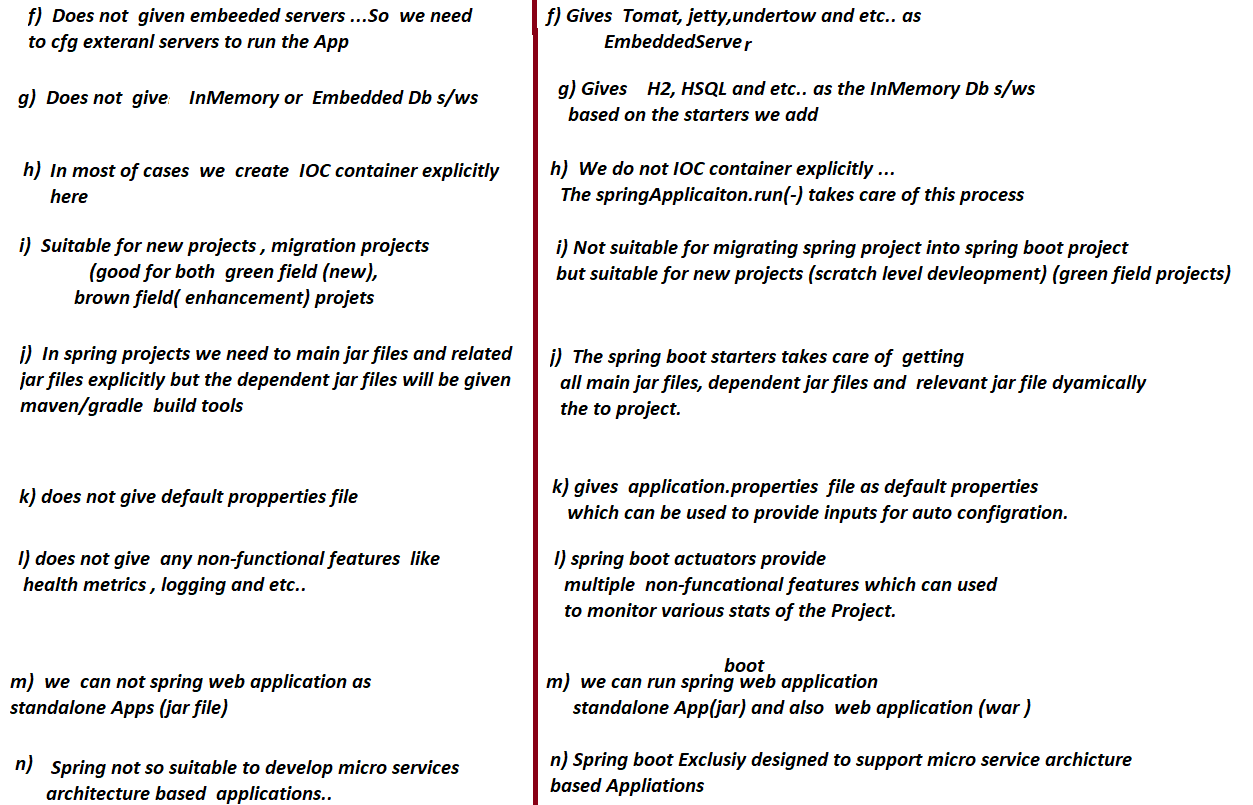 f) Does not given embeeded servers ...So we need
to cfg exteranl servers to run the App
g) Does not give InMemory or Embedded Db s/ws
h) In most of cases we create IOC container explicitly
here
i) Suitable for new projects , migration projects
(good for both green field (new),
brown field( enhancement) projets
j) In spring projects we need to main jar files and related
jar files explicitly but the dependent jar files will be given
maven/gradle build tools
k) does not give default propperties file
l) does not give any non-functional features like
health metrics , logging and etc..
m) we can not spring web application as
standalone Apps (jar file)
n) Spring not so suitable to develop micro services
architecture based applications..
f) Gives Tomat, jetty,undertow and etc.. as
EmbeddedServer
g) Gives H2, HSQL and etc.. as the InMemory Db s/ws
based on the starters we add
h) We do not IOC container explicitly ...
The springApplicaiton.run(-) takes care of this process
i) Not suitable for migrating spring project into spring boot project
but suitable for new projects (scratch level devleopment) (green field projects)
j) The spring boot starters takes care of getting
all main jar files, dependent jar files and relevant jar file dyamically
the to project.
k) gives application.properties file as default properties
which can be used to provide inputs for auto configration.
l) spring boot actuators provide
multiple non-funcational features which can used
to monitor various stats of the Project.
boot
m) we can run spring web application
standalone App(jar) and also web application (war )
n) Spring boot Exclusiy designed to support micro service archicture
based Appliations